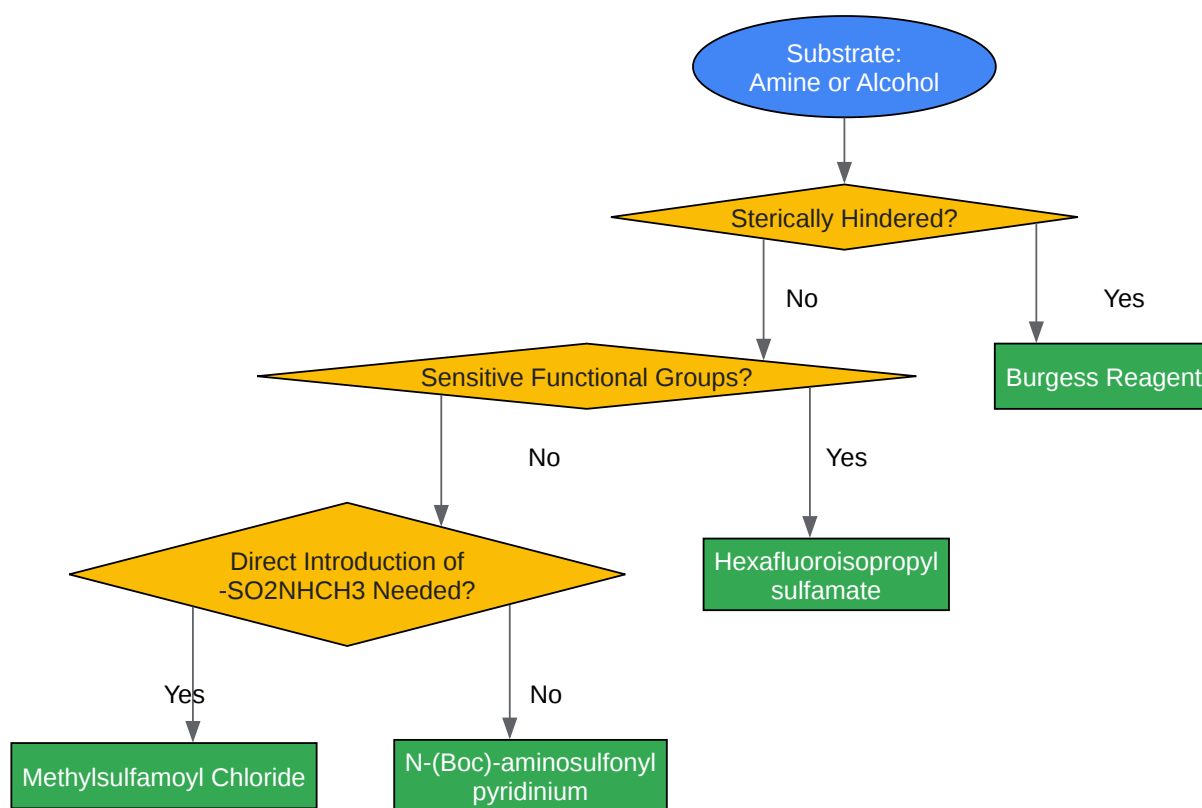 Substrate:
Amine or Alcohol
Sterically Hindered?
No
Yes
Sensitive Functional Groups?
Burgess Reagent
No
Yes
Direct Introduction of
-SO2NHCH3 Needed?
Hexafluoroisopropyl
sulfamate
Yes
No
Methylsulfamoyl Chloride
N-(Boc)-aminosulfonyl
pyridinium